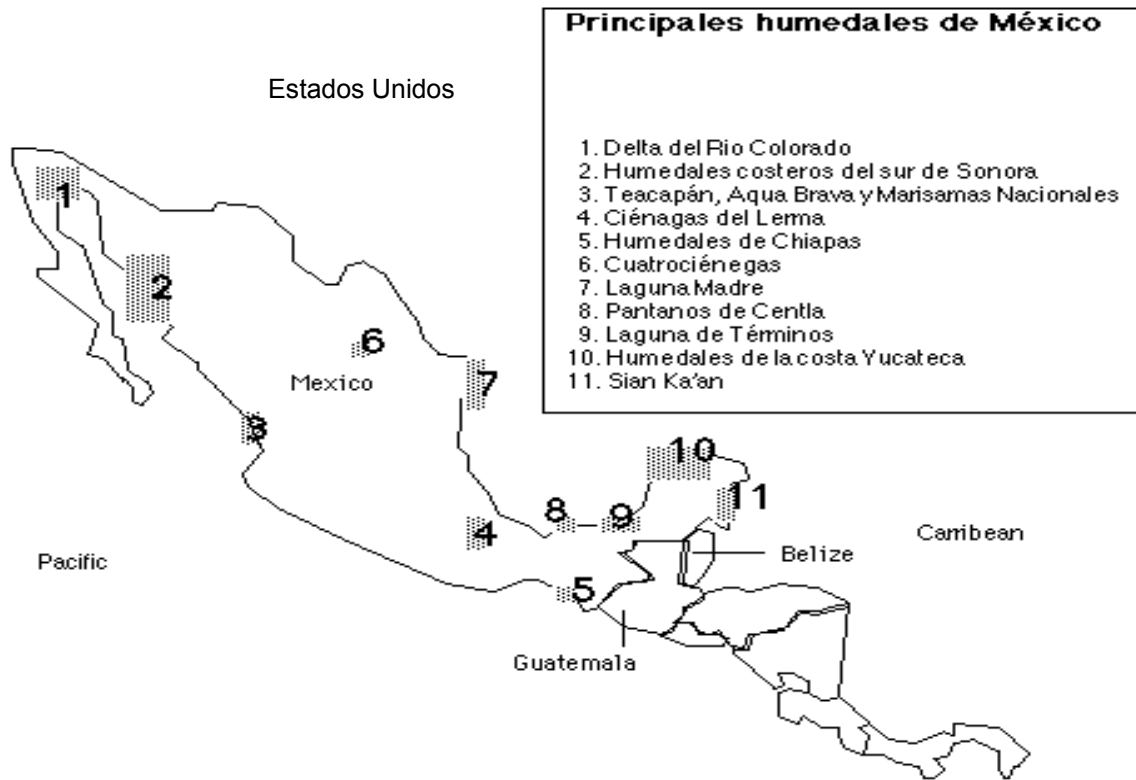 Principales humedales de México
Estados Unidos
1. Delta del Rio Colorado
2. Humedales costeros del sur de Sonora
3. Teacapán, Aqua Brava y Marisamas Nacionales
4. Ciénagas del Lerma
5. Humedales de Chiapas
6. Cuatrociénegas
7. Laguna Madre
8. Pantanos de Centla
9. Laguna de Términos
10. Humedales de la costa Yucateca
11. Sian Ka'an
1
2
6
Mexico
7
3
10
11
8
9
4
Carribean
Pacific
Belize
5
Guatemala